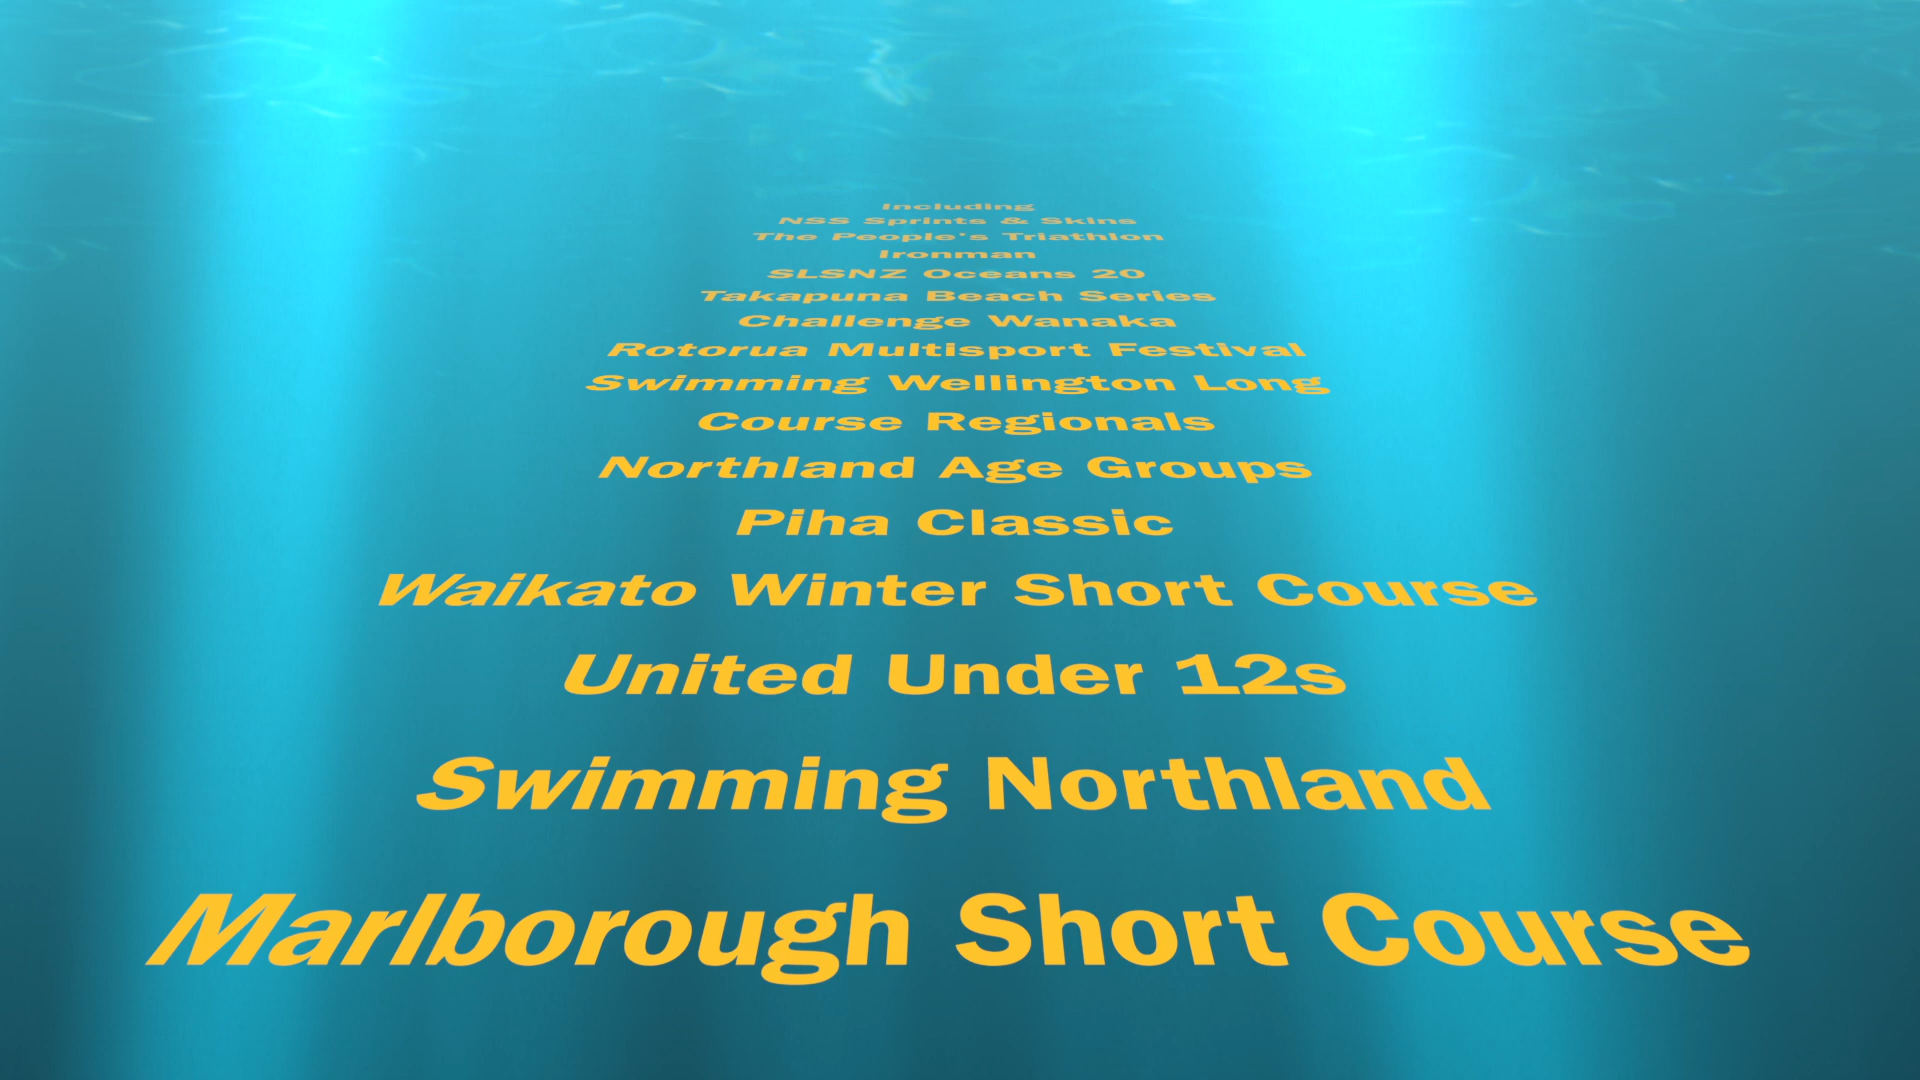 Including
NSS Sprints & Skins
The People's Triathlon
Ironman
SLSNZ Oceans 20
Takapuna Beach Series
Challenge Wanaka
Rotorua Multisport Festival
Swimming Wellington Long
Course Regionals
Northland Age Groups
Piha Classic
Waikato Winter Short Course
United Under 12s
Swimming Northland
Marlborough Short Course